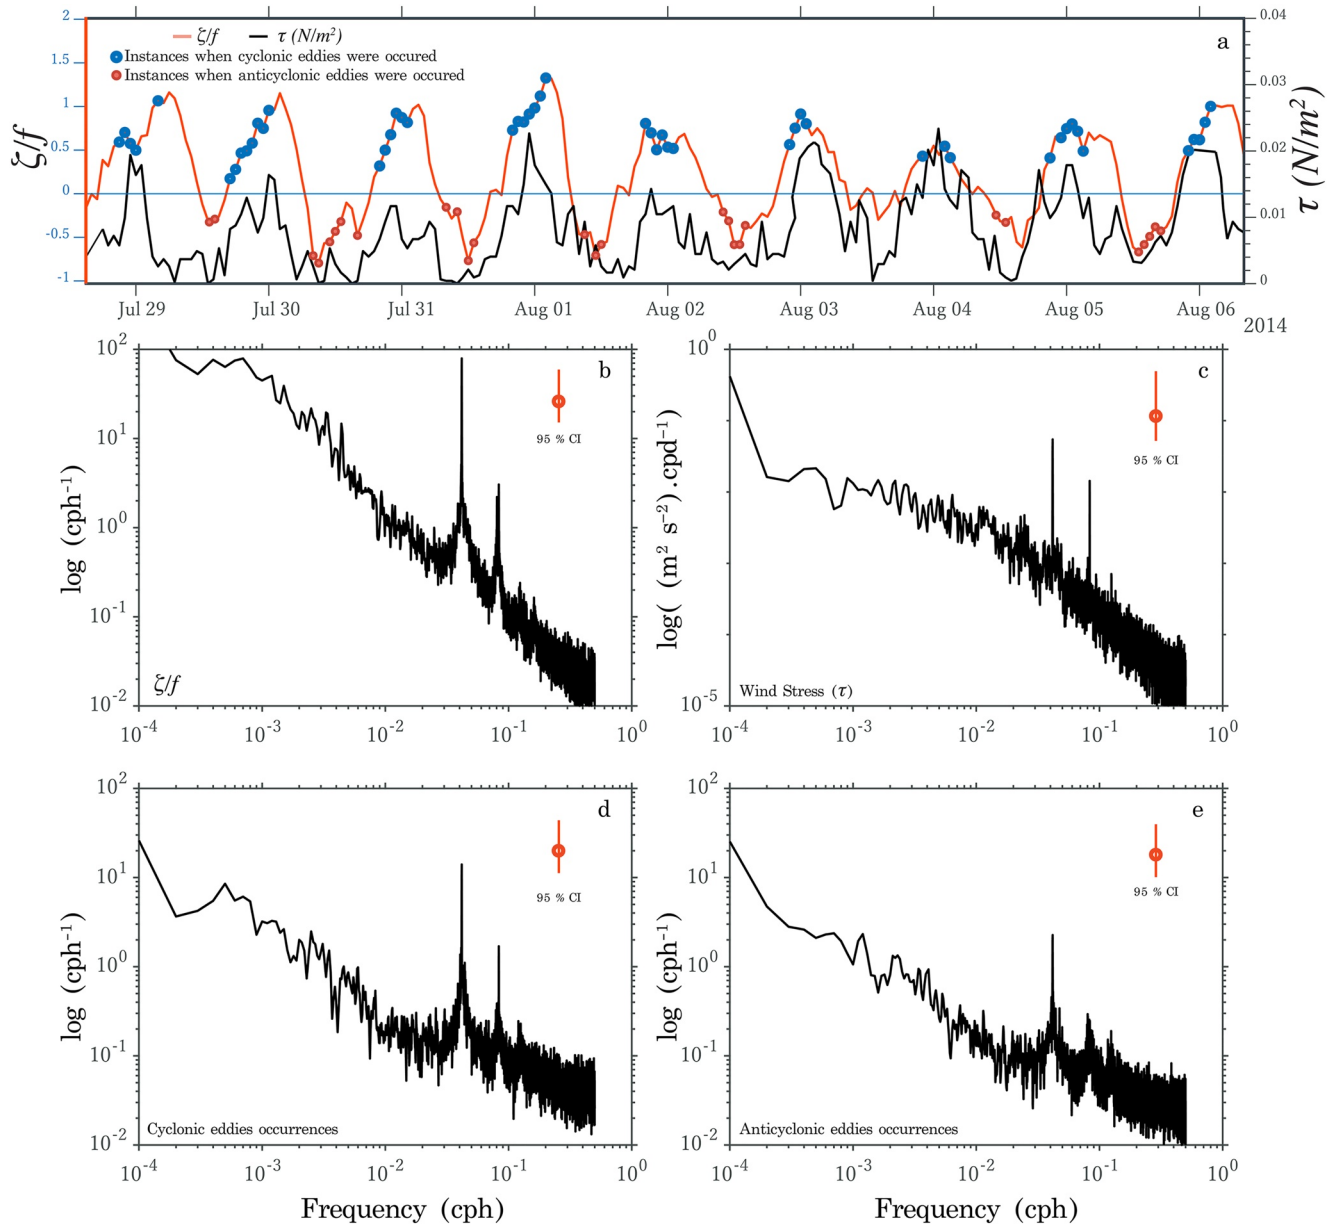 2
1.5
1
0.5
0
-0.5
-1
ζ/f
ζ/f τ (N/m²)
Instances when cyclonic eddies were occured
Instances when anticyclonic eddies were occured
a
0.04
0.03
0.02
0.01
0
τ (N/m²)
Jul 29 Jul 30 Jul 31 Aug 01 Aug 02 Aug 03 Aug 04 Aug 05 Aug 06
2014
10² 10¹ 10⁰ 10⁻¹ 10⁻²
log (cph⁻¹)
b
95 % CI
ζ/f
10⁻⁴ 10⁻³ 10⁻² 10⁻¹ 10⁰
10⁰ 10⁻⁵
log( (m² s⁻²).cpd⁻¹)
c
95 % CI
Wind Stress (τ)
10⁻⁴ 10⁻³ 10⁻² 10⁻¹ 10⁰
10² 10¹ 10⁰ 10⁻¹ 10⁻²
log (cph⁻¹)
d
95 % CI
Cyclonic eddies occurrences
10⁻⁴ 10⁻³ 10⁻² 10⁻¹ 10⁰
Frequency (cph)
10² 10¹ 10⁰ 10⁻¹ 10⁻²
log (cph⁻¹)
e
95 % CI
Anticyclonic eddies occurrences
10⁻⁴ 10⁻³ 10⁻² 10⁻¹ 10⁰
Frequency (cph)